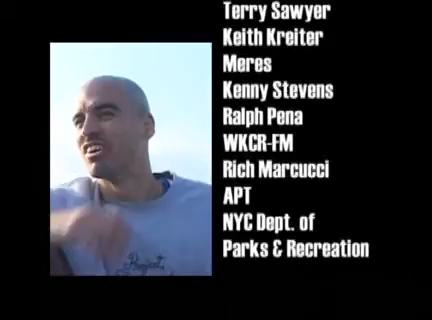 Terry Sawyer
Keith Kreiter
Meres
Kenny Stevens
Ralph Pena
WKCR-FM
Rich Marcucci
APT
NYC Dept. of
Parks & Recreation
Project